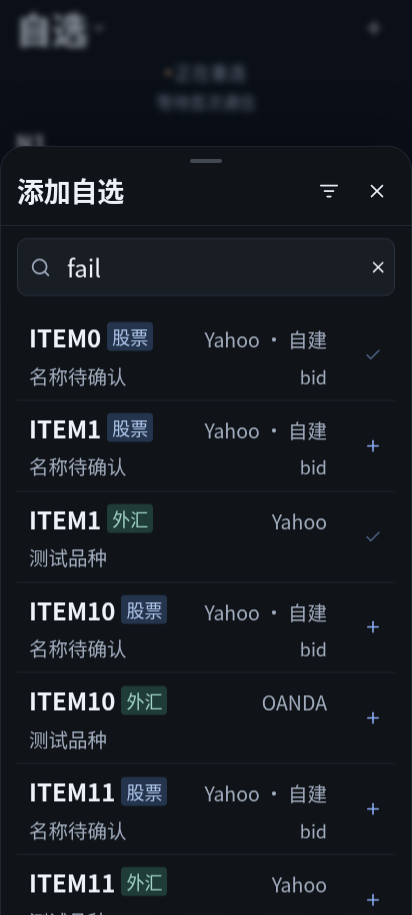 自选
添加自选
fail
ITEM0 股票 Yahoo · 自建
名称待确认 bid
ITEM1 股票 Yahoo · 自建
名称待确认 bid
ITEM1 外汇 Yahoo
测试品种
ITEM10 股票 Yahoo · 自建
名称待确认 bid
ITEM10 外汇 OANDA
测试品种
ITEM11 股票 Yahoo · 自建
名称待确认 bid
ITEM11 外汇 Yahoo